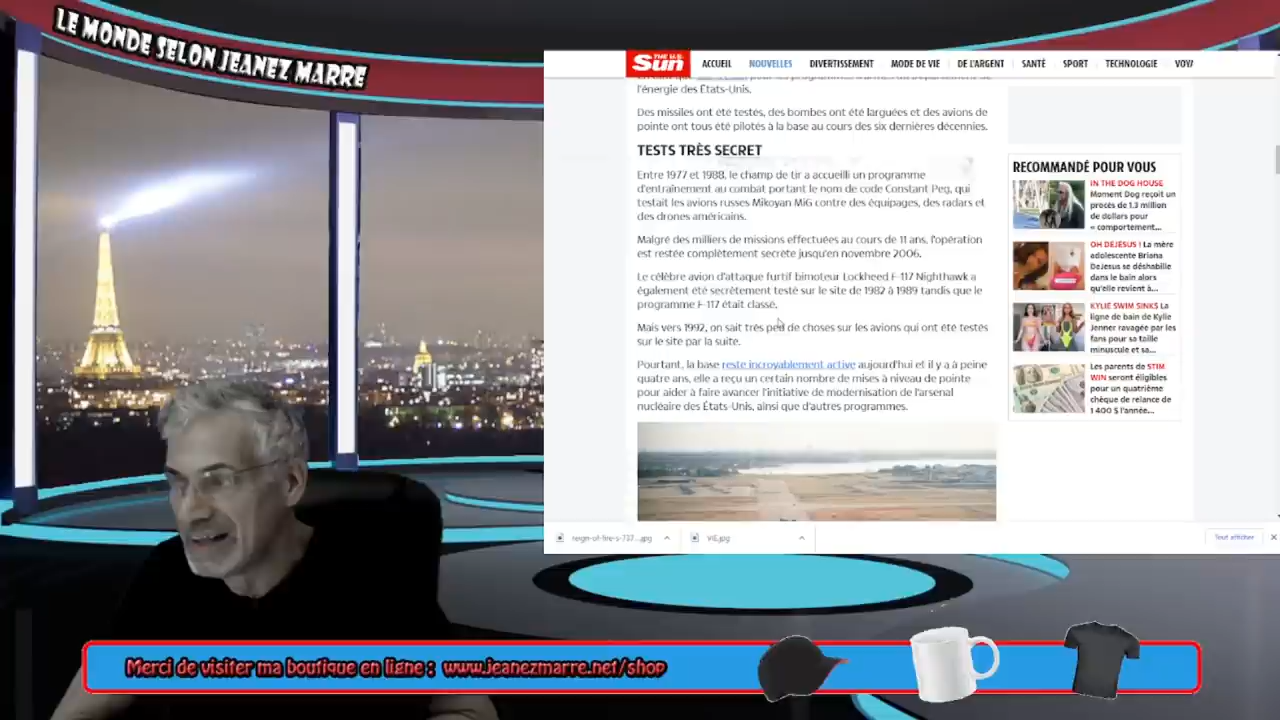 LE MONDE SELON JEANEZ MARRE
THE U.S. Sun
ACCUEIL NOUVELLES DIVERTISSEMENT MODE DE VIE DE L'ARGENT SANTÉ SPORT TECHNOLOGIE VOYA
l'énergie des États-Unis.
Des missiles ont été testés, des bombes ont été larguées et des avions de
pointe ont tous été pilotés à la base au cours des six dernières décennies.
TESTS TRÈS SECRET
Entre 1977 et 1988, le champ de tir a accueilli un programme
d'entraînement au combat portant le nom de code Constant Peg, qui
testait les avions russes Mikoyan MiG contre des équipages, des radars et
des drones américains.
Malgré des milliers de missions effectuées au cours de 11 ans, l'opération
est restée complètement secrète jusqu'en novembre 2006.
Le célèbre avion d'attaque furtif bimoteur Lockheed F-117 Nighthawk a
également été secrètement testé sur le site de 1982 à 1989 tandis que le
programme F-117 était classé.
Mais vers 1992, on sait très peu de choses sur les avions qui ont été testés
sur le site par la suite.
Pourtant, la base reste incroyablement active aujourd'hui et il y a à peine
quatre ans, elle a reçu un certain nombre de mises à niveau de pointe
pour aider à faire avancer l'initiative de modernisation de l'arsenal
nucléaire des États-Unis, ainsi que d'autres programmes.
RECOMMANDÉ POUR VOUS
IN THE DOG HOUSE
Moment Dog reçoit un
procès de 1,3 million
de dollars pour
« comportement...
OH DEJESUS ! La mère
adolescente Briana
DeJesus se déshabille
dans le bain alors
qu'elle revient à...
KYLIE SWIM SINKS La
ligne de bain de Kylie
Jenner ravagée par les
fans pour sa taille
minuscule et sa...
Les parents de STIM
WIN seront éligibles
pour un quatrième
chèque de relance de
1 400 $ l'année...
reign-of-fire-s-737....jpg
VIE.jpg
Tout afficher
Merci de visiter ma boutique en ligne : www.jeanezmarre.net/shop